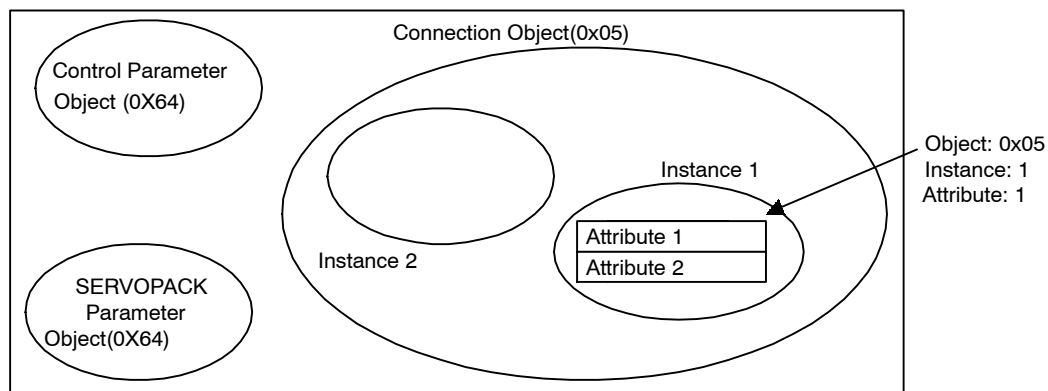 Connection Object(0x05)
Control Parameter
Object (0X64)
Object: 0x05
Instance: 1
Attribute: 1
Instance 1
Attribute 1
Attribute 2
Instance 2
SERVOPACK
Parameter
Object(0X64)